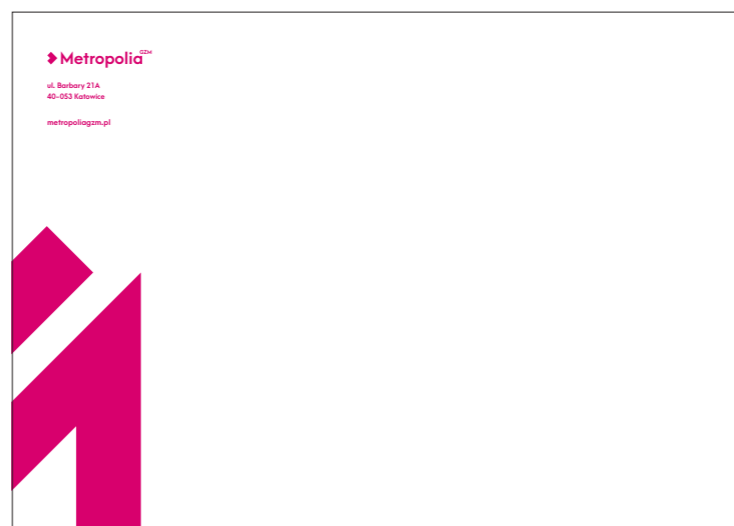 Metropolia GZM
ul. Barbary 21A
40-053 Katowice
metropoliagzm.pl